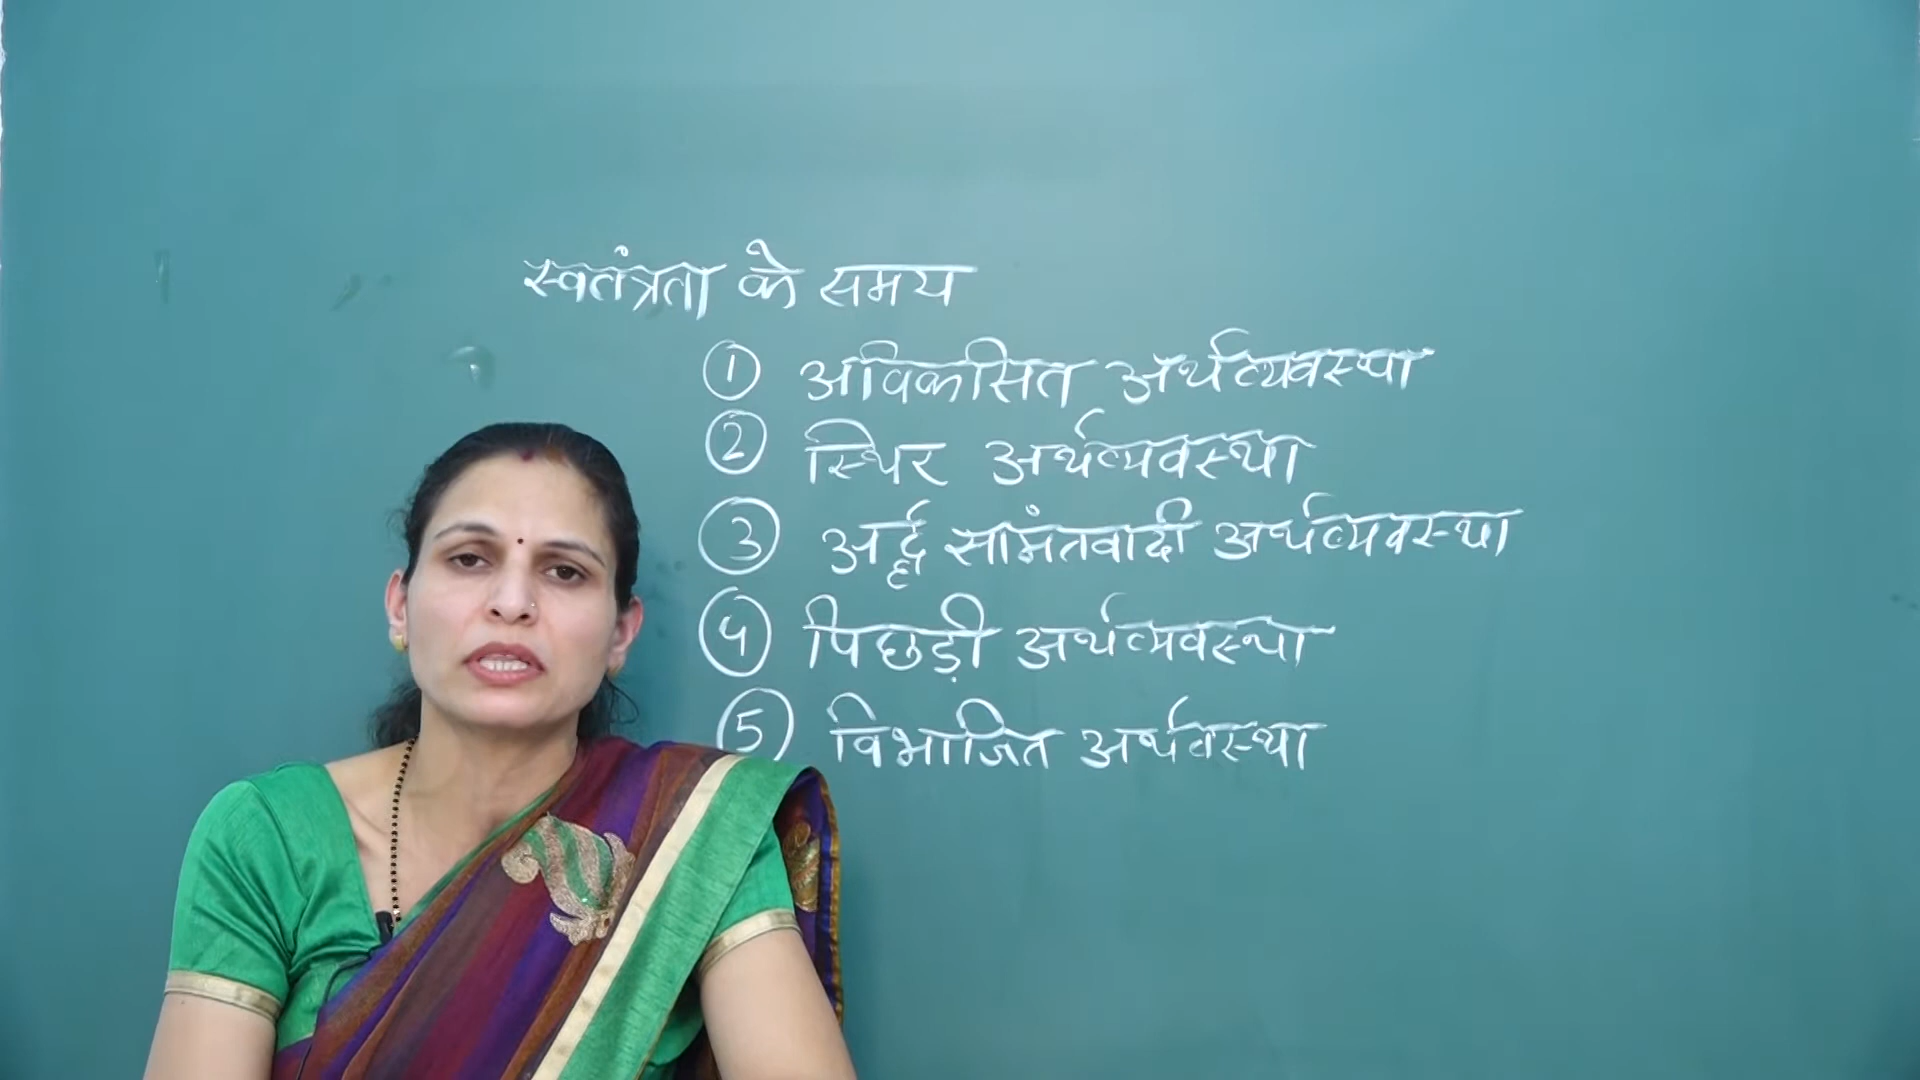 स्वतंत्रता के समय
① अविकसित अर्थव्यवस्था
② स्थिर अर्थव्यवस्था
③ अर्द्ध सामंतवादी अर्थव्यवस्था
④ पिछड़ी अर्थव्यवस्था
⑤ विभाजित अर्थवस्था